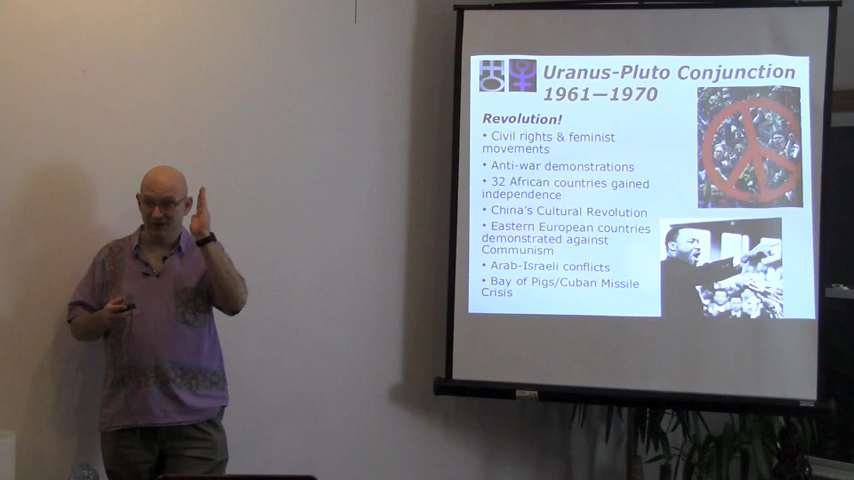 Uranus-Pluto Conjunction
1961—1970
Revolution!
• Civil rights & feminist
movements
• Anti-war demonstrations
• 32 African countries gained
independence
• China's Cultural Revolution
• Eastern European countries
demonstrated against
Communism
• Arab-Israeli conflicts
• Bay of Pigs/Cuban Missile
Crisis